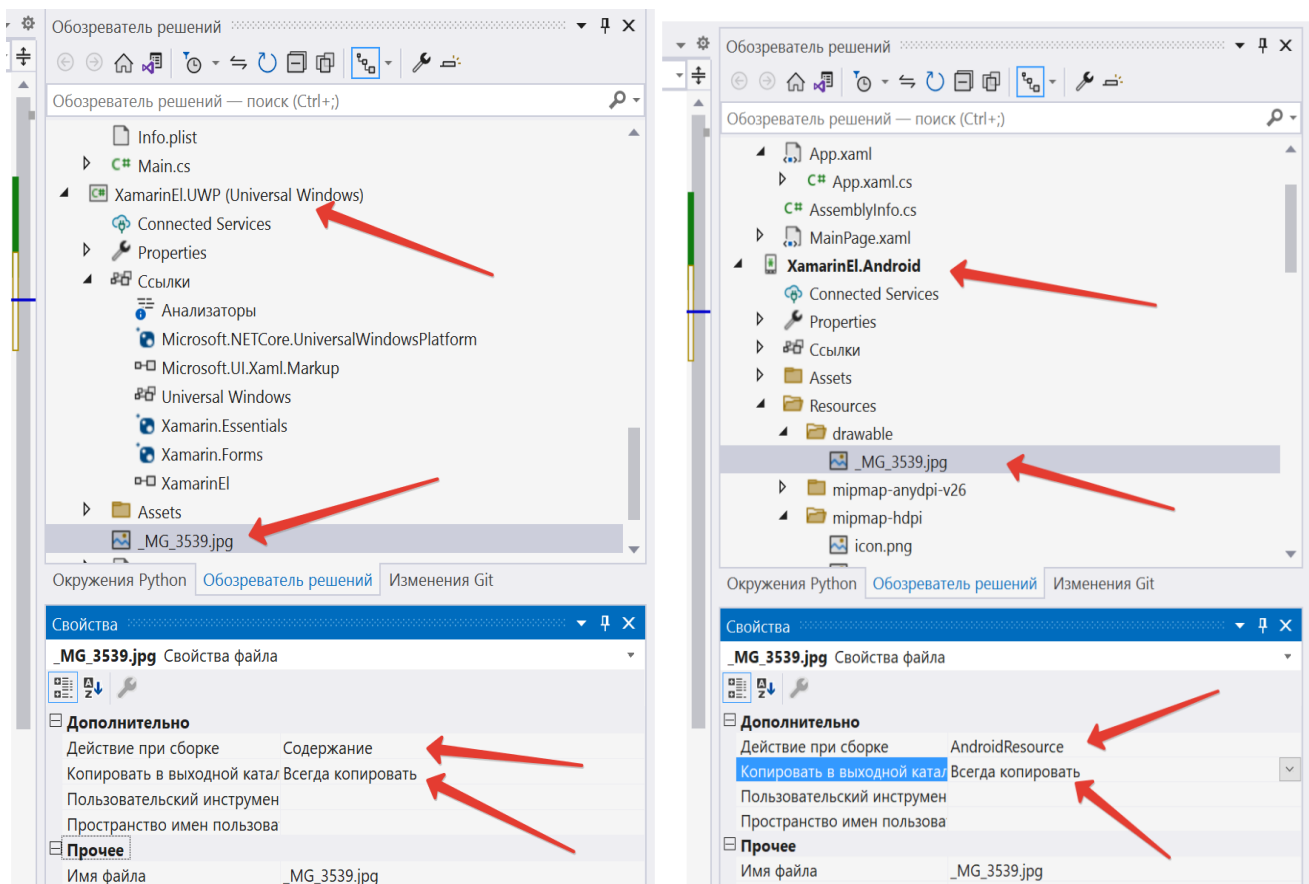 Обозреватель решений
Обозреватель решений — поиск (Ctrl+;)
Info.plist
C# Main.cs
C# XamarinEl.UWP (Universal Windows)
Connected Services
Properties
Ссылки
Анализаторы
Microsoft.NETCore.UniversalWindowsPlatform
Microsoft.UI.Xaml.Markup
Universal Windows
Xamarin.Essentials
Xamarin.Forms
XamarinEl
Assets
_MG_3539.jpg
Окружения Python Обозреватель решений Изменения Git
Свойства
_MG_3539.jpg Свойства файла
Дополнительно
Действие при сборке Содержание
Копировать в выходной катал Всегда копировать
Пользовательский инструмен
Пространство имен пользова
Прочее
Имя файла _MG_3539.jpg
Обозреватель решений
Обозреватель решений — поиск (Ctrl+;)
App.xaml
C# App.xaml.cs
C# AssemblyInfo.cs
MainPage.xaml
XamarinEl.Android
Connected Services
Properties
Ссылки
Assets
Resources
drawable
_MG_3539.jpg
mipmap-anydpi-v26
mipmap-hdpi
icon.png
Окружения Python Обозреватель решений Изменения Git
Свойства
_MG_3539.jpg Свойства файла
Дополнительно
Действие при сборке AndroidResource
Копировать в выходной катал Всегда копировать
Пользовательский инструмен
Пространство имен пользова
Прочее
Имя файла _MG_3539.jpg